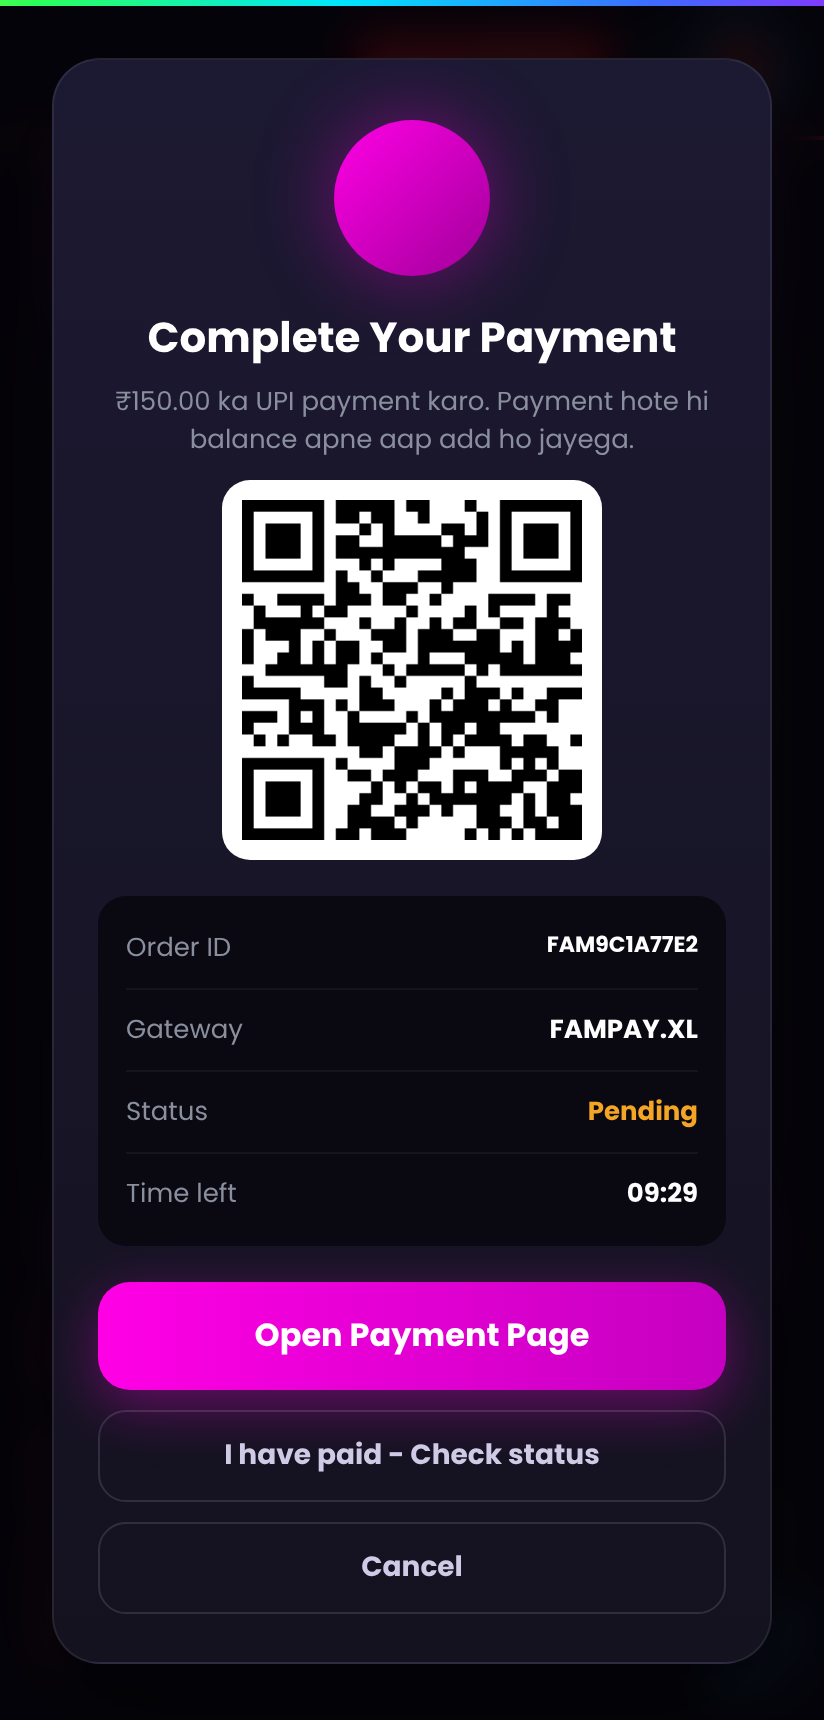 Complete Your Payment
₹150.00 ka UPI payment karo. Payment hote hi
balance apne aap add ho jayega.
Order ID FAM9C1A77E2
Gateway FAMPAY.XL
Status Pending
Time left 09:29
Open Payment Page
I have paid - Check status
Cancel